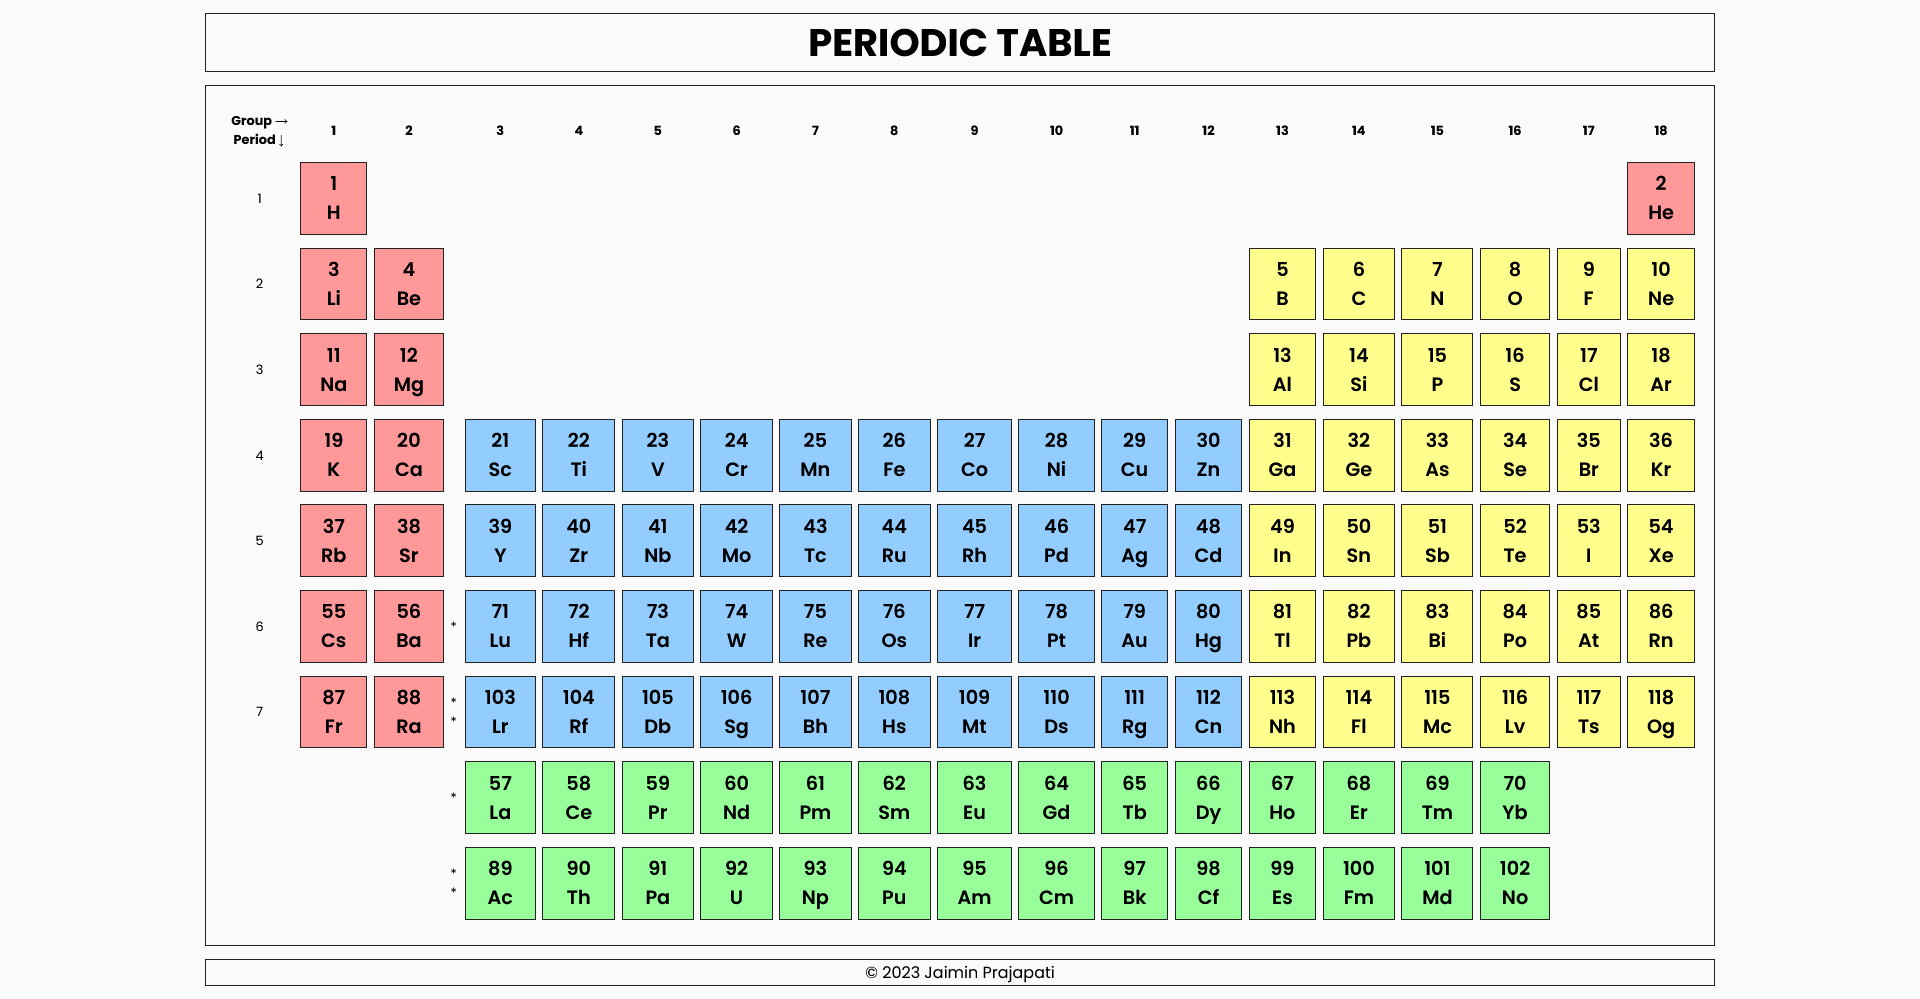 PERIODIC TABLE
Group →
Period ↓
1 2 3 4 5 6 7 8 9 10 11 12 13 14 15 16 17 18
1 2
1
H He
3 4 5 6 7 8 9 10
2
Li Be B C N O F Ne
11 12 13 14 15 16 17 18
3
Na Mg Al Si P S Cl Ar
19 20 21 22 23 24 25 26 27 28 29 30 31 32 33 34 35 36
4
K Ca Sc Ti V Cr Mn Fe Co Ni Cu Zn Ga Ge As Se Br Kr
37 38 39 40 41 42 43 44 45 46 47 48 49 50 51 52 53 54
5
Rb Sr Y Zr Nb Mo Tc Ru Rh Pd Ag Cd In Sn Sb Te I Xe
55 56 71 72 73 74 75 76 77 78 79 80 81 82 83 84 85 86
6 *
Cs Ba Lu Hf Ta W Re Os Ir Pt Au Hg Tl Pb Bi Po At Rn
87 88 * 103 104 105 106 107 108 109 110 111 112 113 114 115 116 117 118
7
Fr Ra * Lr Rf Db Sg Bh Hs Mt Ds Rg Cn Nh Fl Mc Lv Ts Og
57 58 59 60 61 62 63 64 65 66 67 68 69 70
*
La Ce Pr Nd Pm Sm Eu Gd Tb Dy Ho Er Tm Yb
* 89 90 91 92 93 94 95 96 97 98 99 100 101 102
* Ac Th Pa U Np Pu Am Cm Bk Cf Es Fm Md No
© 2023 Jaimin Prajapati